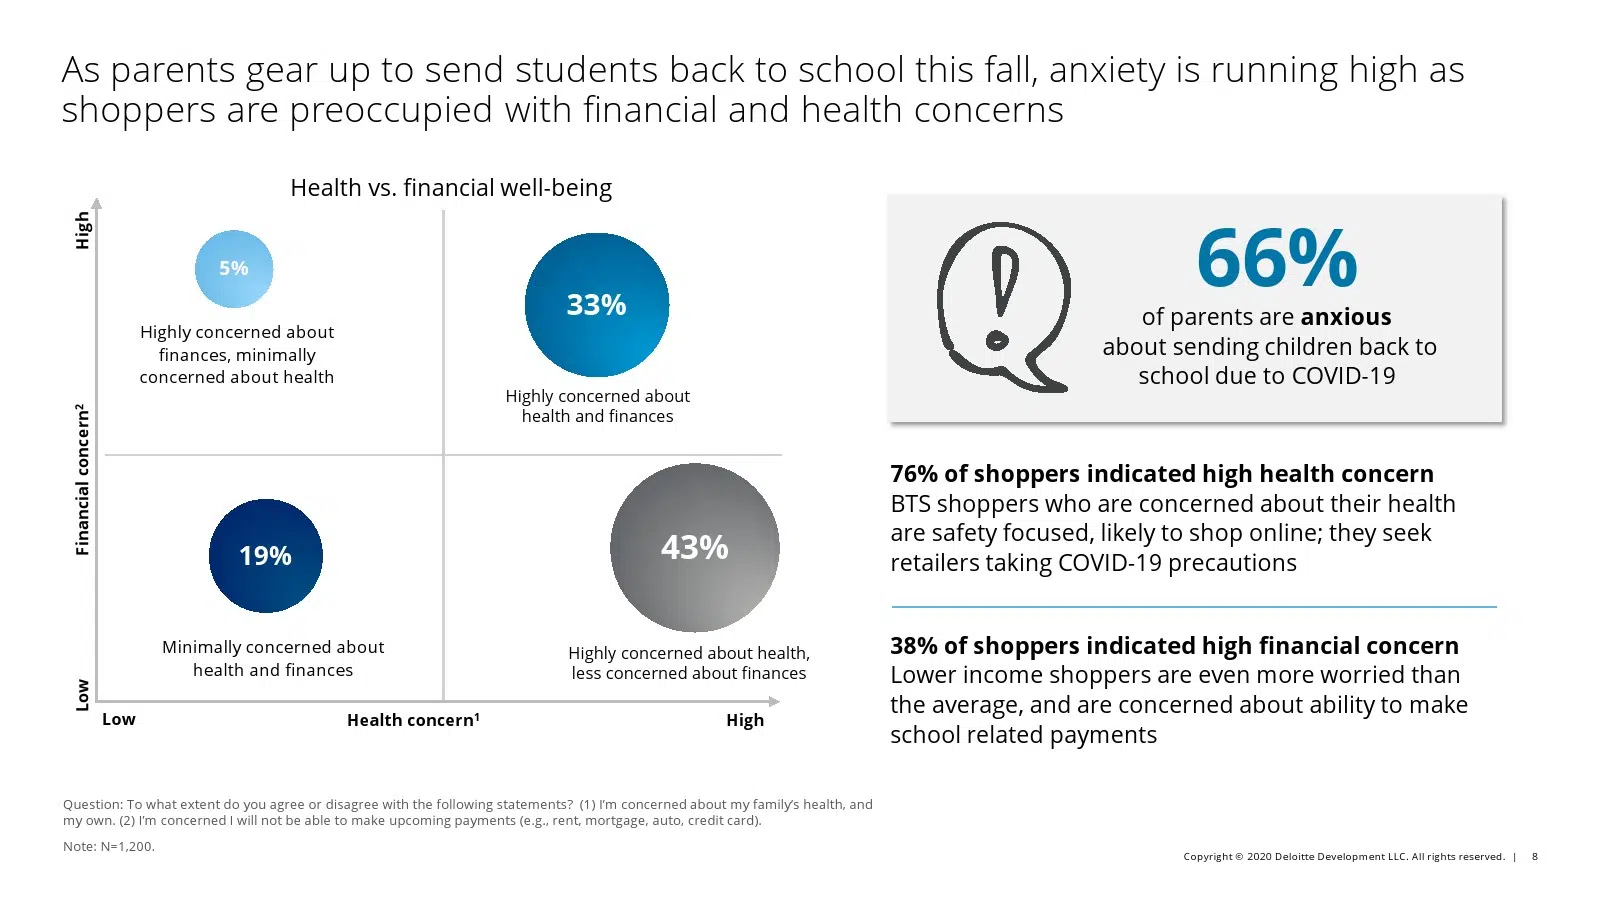 As parents gear up to send students back to school this fall, anxiety is running high as
shoppers are preoccupied with financial and health concerns
Health vs. financial well-being
High
Financial concern²
Low
5%
Highly concerned about
finances, minimally
concerned about health
33%
Highly concerned about
health and finances
19%
Minimally concerned about
health and finances
43%
Highly concerned about health,
less concerned about finances
Low
Health concern¹
High
66%
of parents are anxious
about sending children back to
school due to COVID-19
76% of shoppers indicated high health concern
BTS shoppers who are concerned about their health
are safety focused, likely to shop online; they seek
retailers taking COVID-19 precautions
38% of shoppers indicated high financial concern
Lower income shoppers are even more worried than
the average, and are concerned about ability to make
school related payments
Question: To what extent do you agree or disagree with the following statements?  (1) I'm concerned about my family's health, and
my own. (2) I'm concerned I will not be able to make upcoming payments (e.g., rent, mortgage, auto, credit card).
Note: N=1,200.
Copyright © 2020 Deloitte Development LLC. All rights reserved. | 8